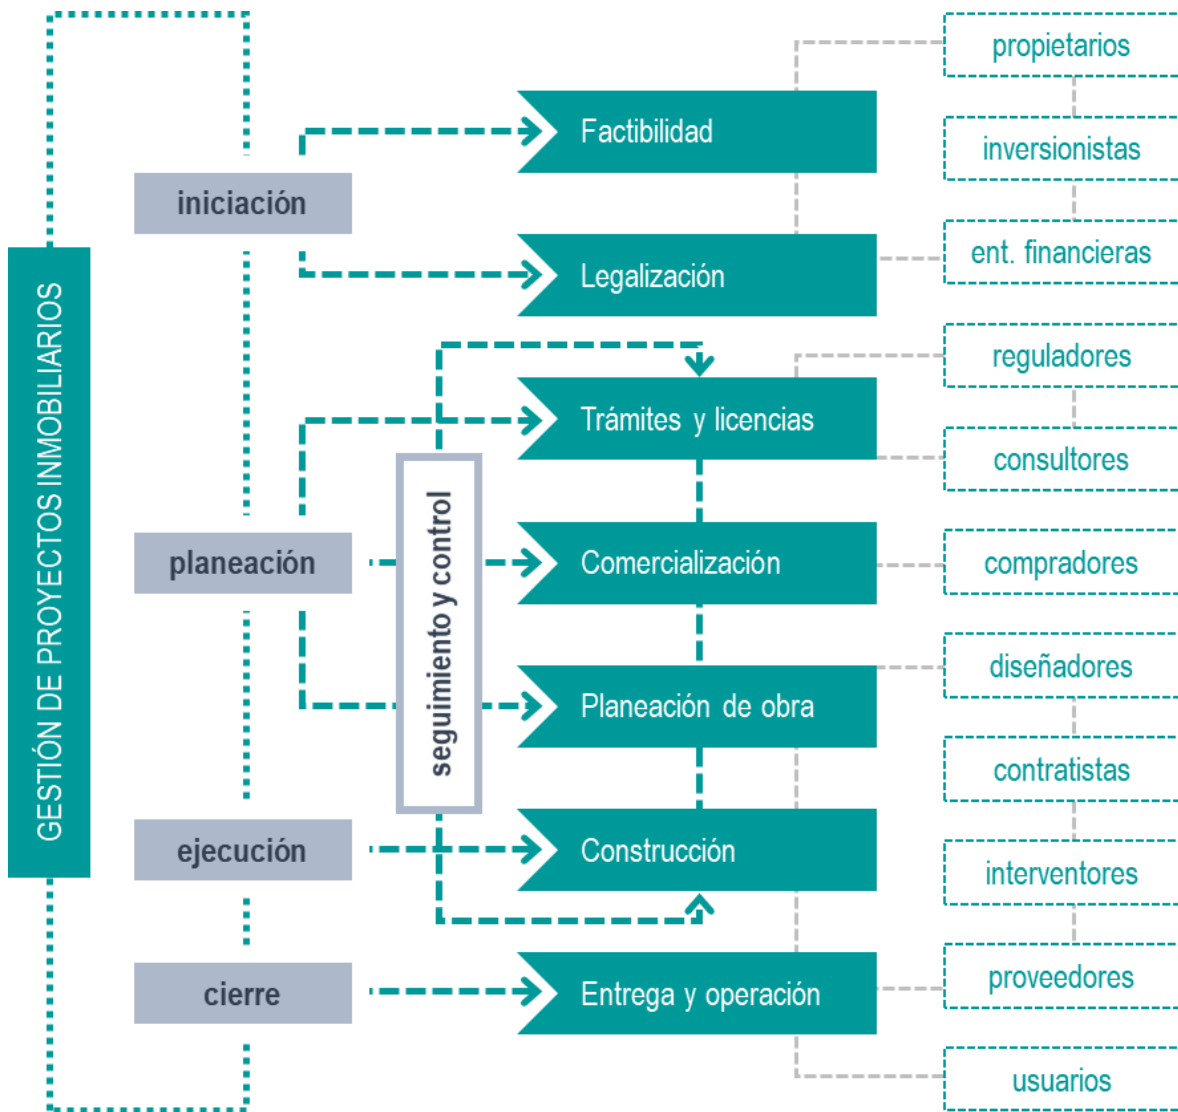 GESTIÓN DE PROYECTOS INMOBILIARIOS
iniciación
planeación
ejecución
cierre
seguimiento y control
Factibilidad
Legalización
Trámites y licencias
Comercialización
Planeación de obra
Construcción
Entrega y operación
propietarios
inversionistas
ent. financieras
reguladores
consultores
compradores
diseñadores
contratistas
interventores
proveedores
usuarios